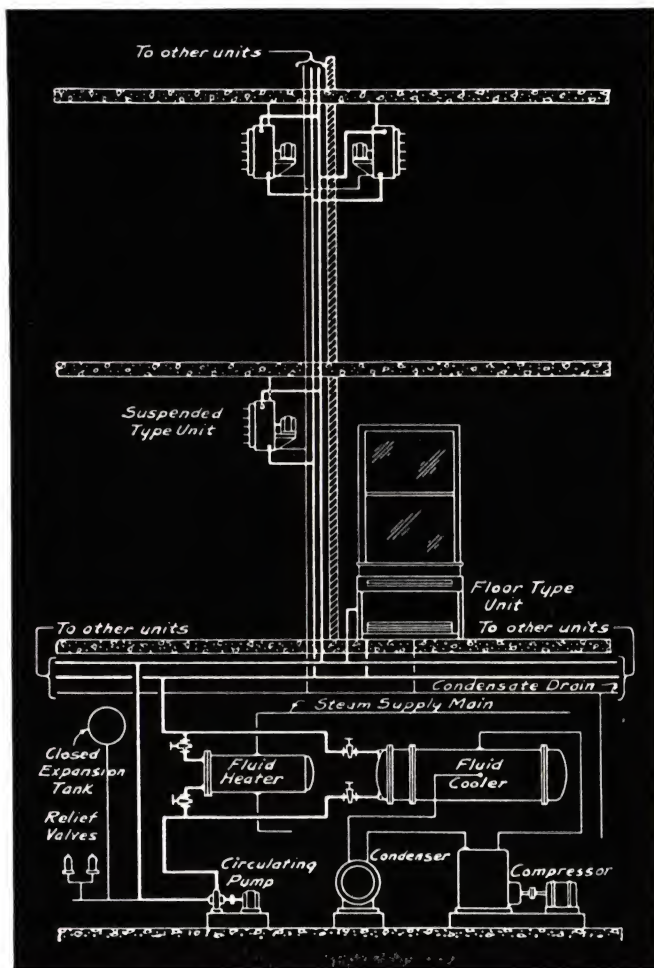 To other units
Suspended
Type Unit
Floor Type
Unit
To other units
To other units
Condensate Drain
Steam Supply Main
Closed
Expansion
Tank
Fluid
Heater
Fluid
Cooler
Relief
Valves
Circulating
Pump
Condenser
Compressor